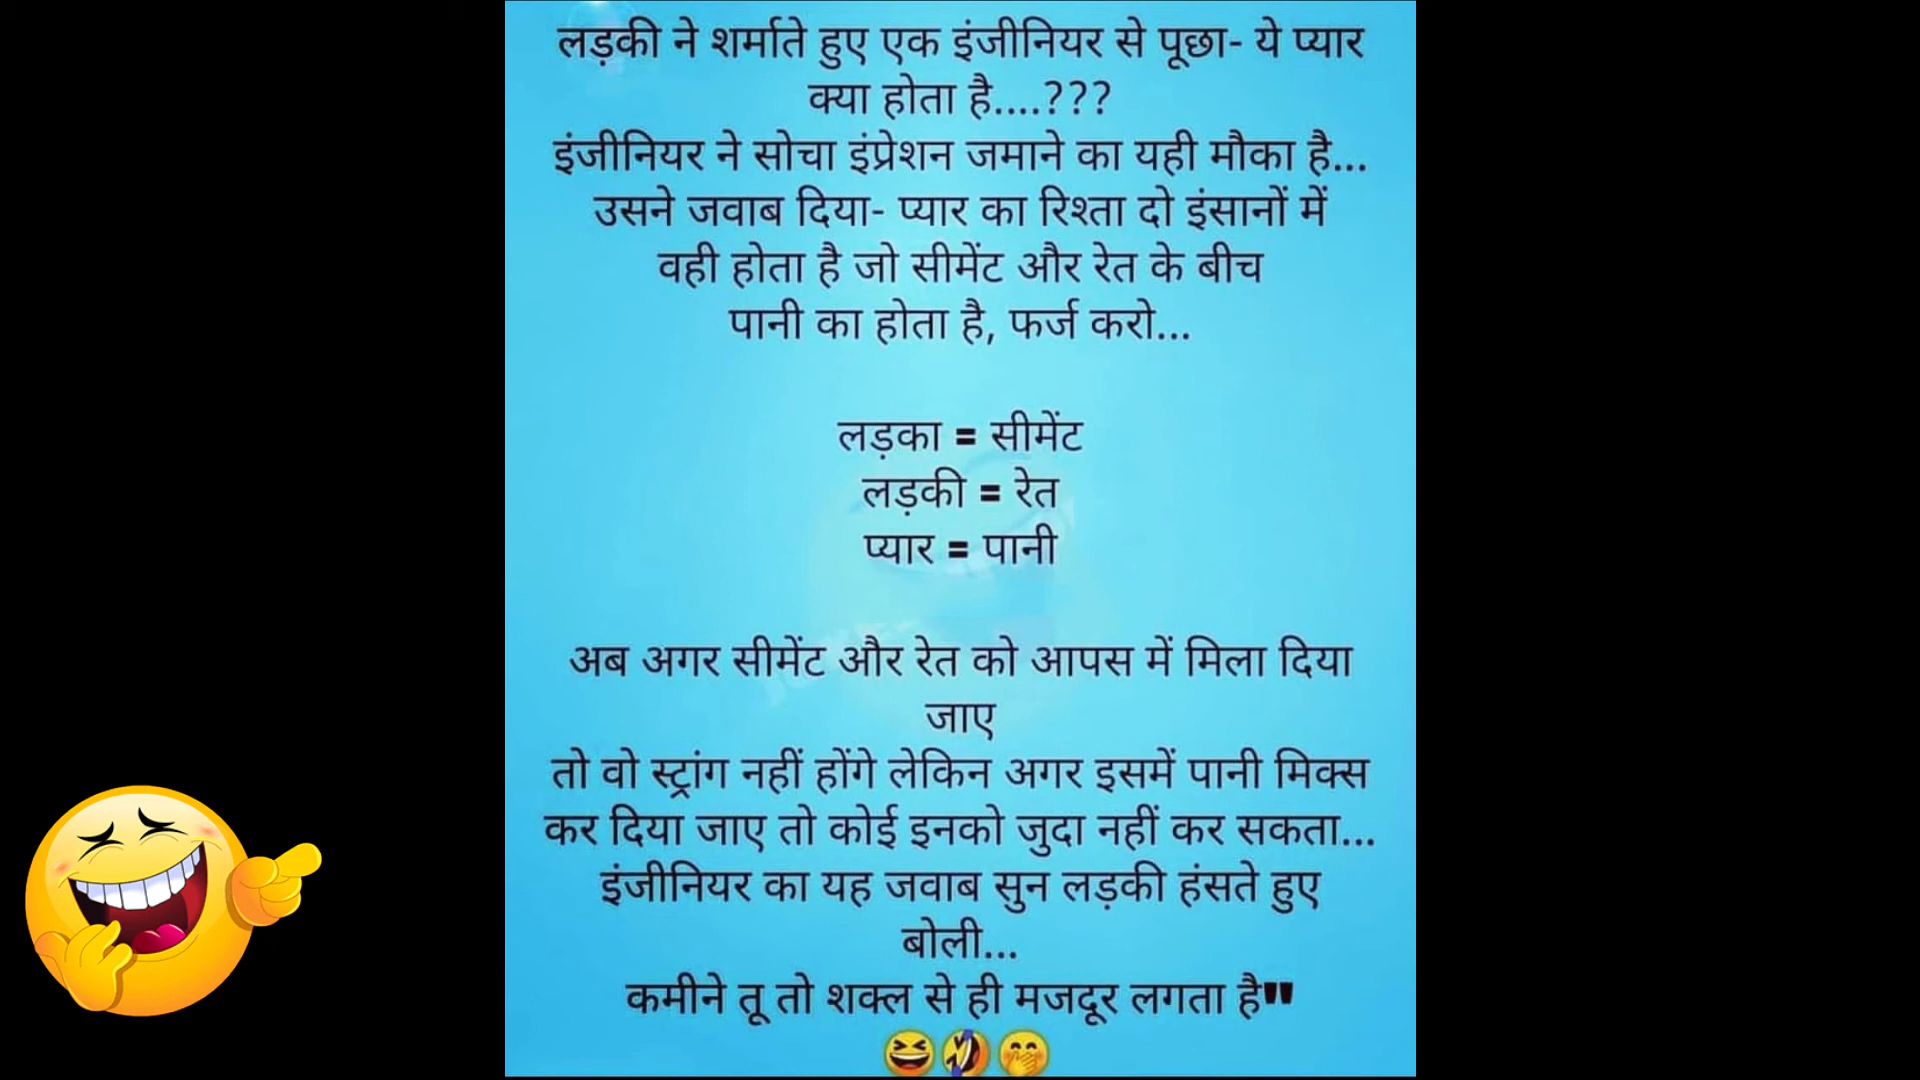 लड़की ने शर्माते हुए एक इंजीनियर से पूछा- ये प्यार
क्या होता है....???
इंजीनियर ने सोचा इंप्रेशन जमाने का यही मौका है...
उसने जवाब दिया- प्यार का रिश्ता दो इंसानों में
वही होता है जो सीमेंट और रेत के बीच
पानी का होता है, फर्ज करो...
लड़का = सीमेंट
लड़की = रेत
प्यार = पानी
अब अगर सीमेंट और रेत को आपस में मिला दिया
जाए
तो वो स्ट्रांग नहीं होंगे लेकिन अगर इसमें पानी मिक्स
कर दिया जाए तो कोई इनको जुदा नहीं कर सकता...
इंजीनियर का यह जवाब सुन लड़की हंसते हुए
बोली...
कमीने तू तो शक्ल से ही मजदूर लगता है"
😆🤣🤭